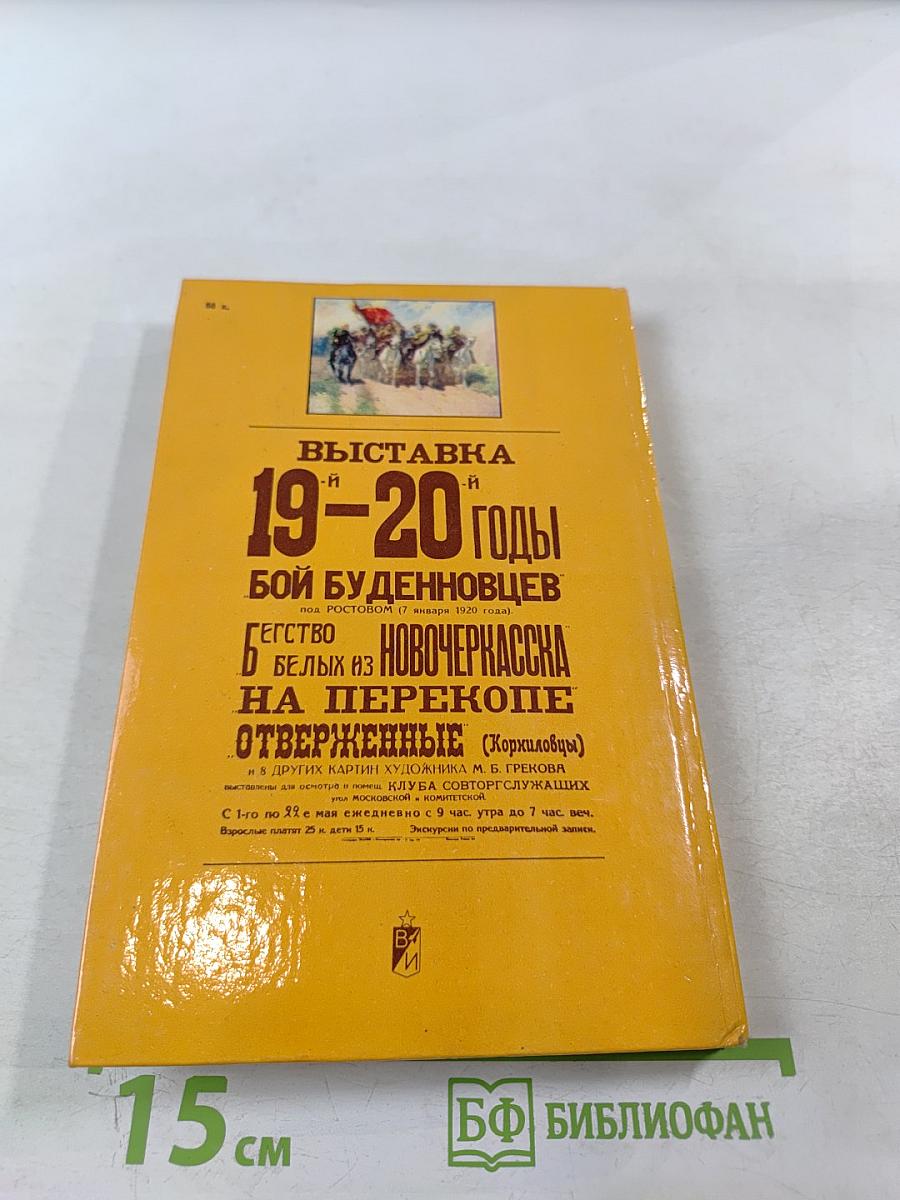 88 к.
ВЫСТАВКА
19-й — 20-й ГОДЫ
„БОЙ БУДЕННОВЦЕВ"
под РОСТОВОМ (7 января 1920 года).
„БЕГСТВО БЕЛЫХ ИЗ НОВОЧЕРКАССКА"
„НА ПЕРЕКОПЕ"
„ОТВЕРЖЕННЫЕ" (Корниловцы)
и 8 ДРУГИХ КАРТИН ХУДОЖНИКА М. Б. ГРЕКОВА
выставлены для осмотра в помещ. КЛУБА СОВТОРГСЛУЖАЩИХ
угол МОСКОВСКОЙ и КОМИТЕТСКОЙ.
С 1-го по 22 е мая ежедневно с 9 час. утра до 7 час. веч.
Взрослые платят 25 к. дети 15 к. Экскурсии по предварительной записи.
В И
15 см
БФ БИБЛИОФАН